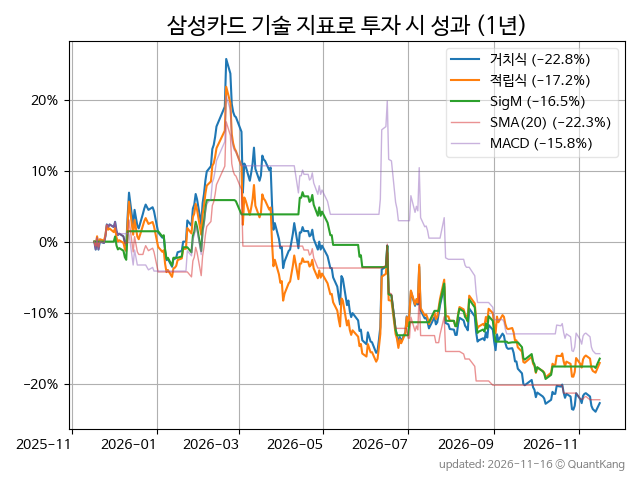 삼성카드 기술 지표로 투자 시 성과 (1년)
거치식 (−22.8%)
적립식 (−17.2%)
SigM (−16.5%)
SMA(20) (−22.3%)
MACD (−15.8%)
20%
10%
0%
−10%
−20%
2025-11 2026-01 2026-03 2026-05 2026-07 2026-09 2026-11
updated: 2026-11-16 © QuantKang